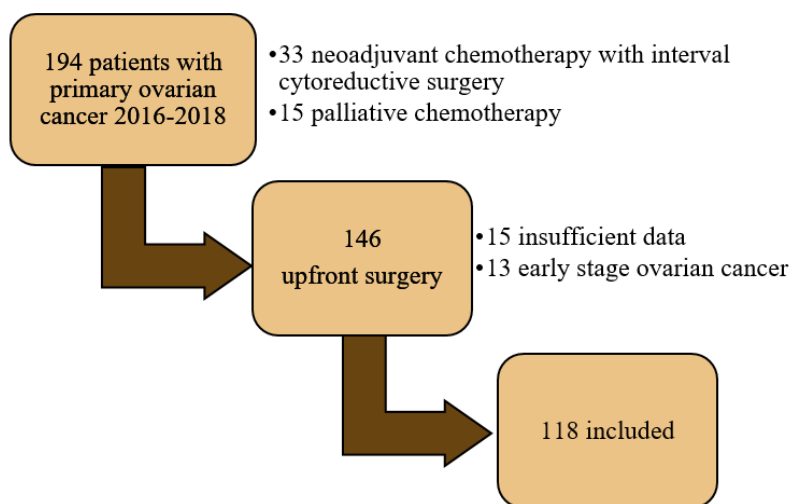 194 patients with
primary ovarian
cancer 2016-2018
•33 neoadjuvant chemotherapy with interval
cytoreductive surgery
•15 palliative chemotherapy
146
upfront surgery
•15 insufficient data
•13 early stage ovarian cancer
118 included